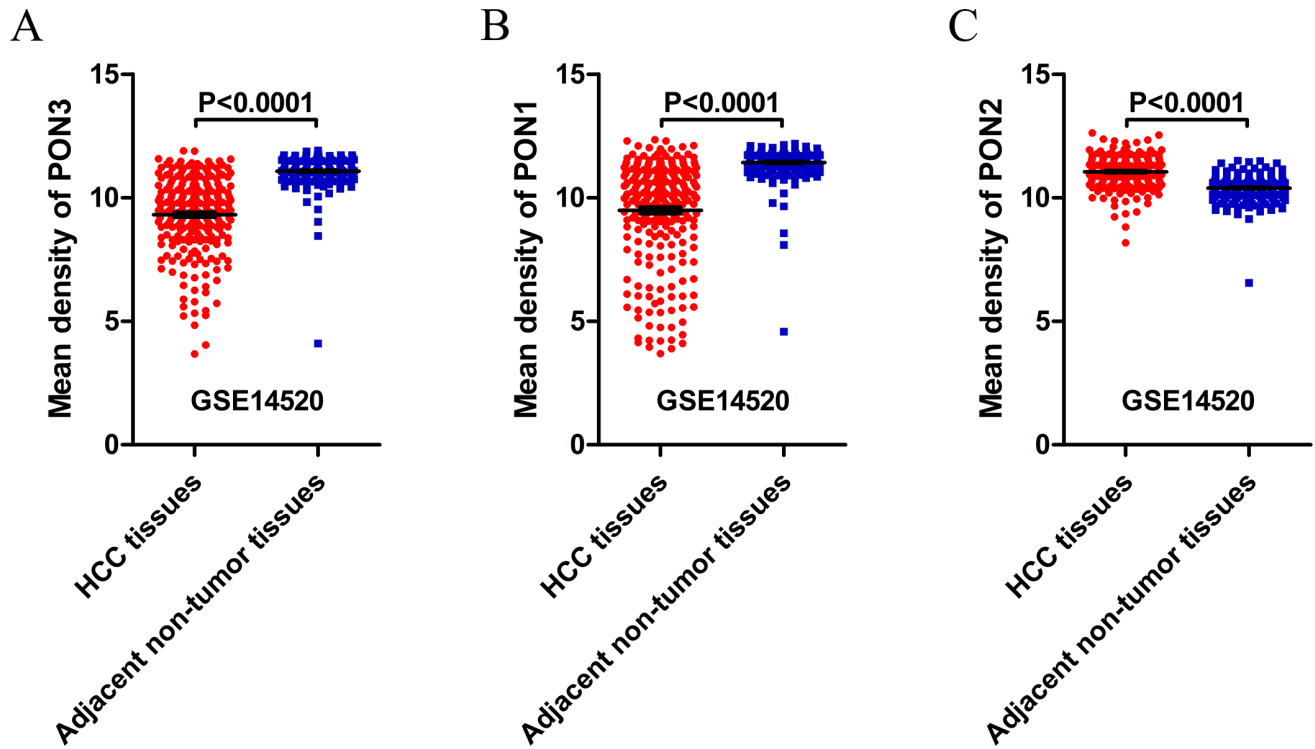 A
Mean density of PON3
15
10
5
0
P<0.0001
GSE14520
HCC tissues
Adjacent non-tumor tissues
B
Mean density of PON1
15
10
5
0
P<0.0001
GSE14520
HCC tissues
Adjacent non-tumor tissues
C
Mean density of PON2
15
10
5
0
P<0.0001
GSE14520
HCC tissues
Adjacent non-tumor tissues